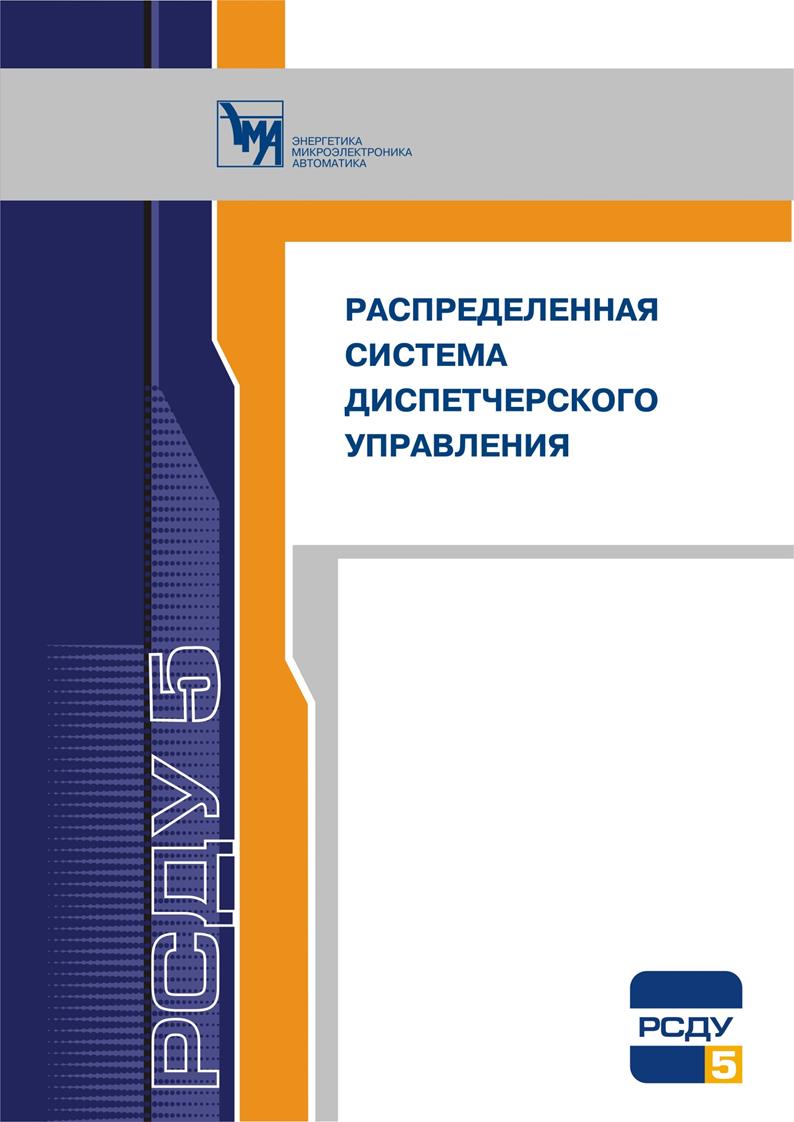 ЭМА
ЭНЕРГЕТИКА
МИКРОЭЛЕКТРОНИКА
АВТОМАТИКА
РАСПРЕДЕЛЕННАЯ
СИСТЕМА
ДИСПЕТЧЕРСКОГО
УПРАВЛЕНИЯ
РСДУ 5
РСДУ
5